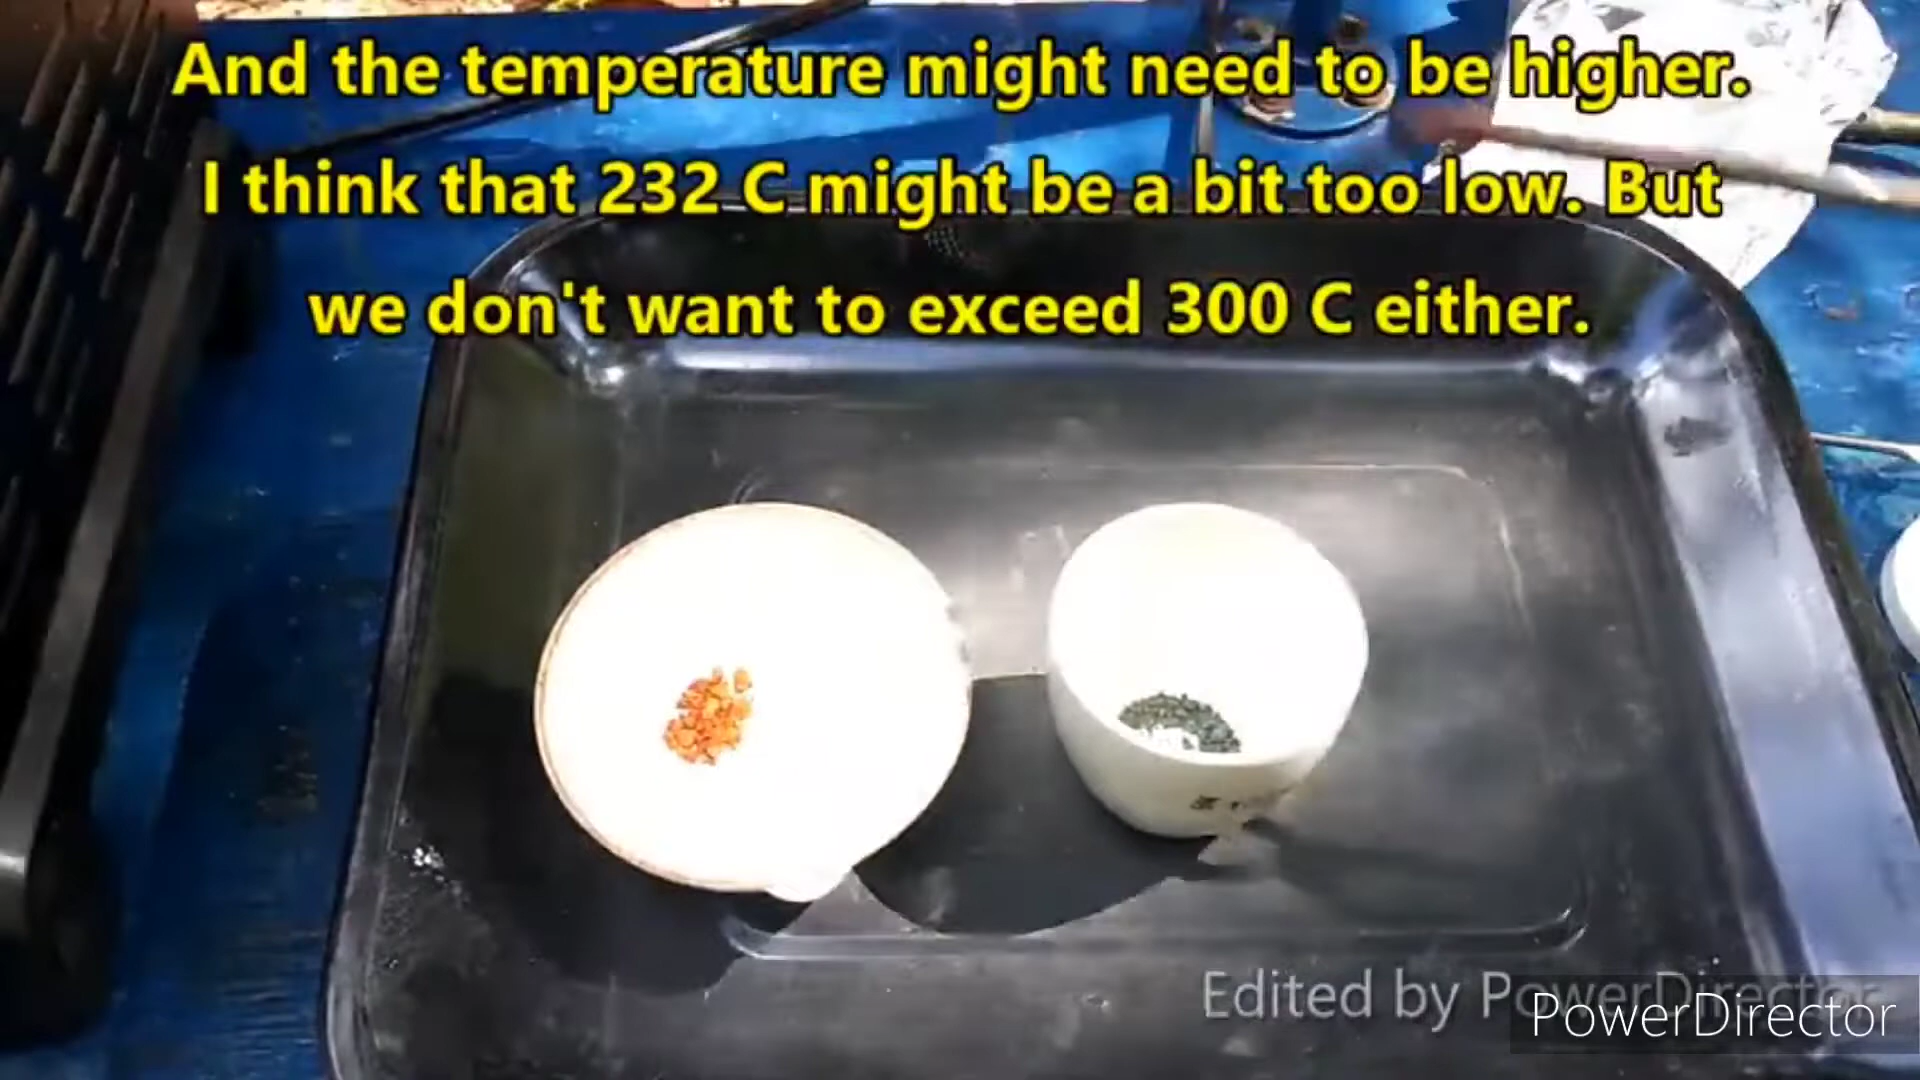 And the temperature might need to be higher.
I think that 232 C might be a bit too low. But
we don't want to exceed 300 C either.
Edited by PowerDirector
PowerDirector